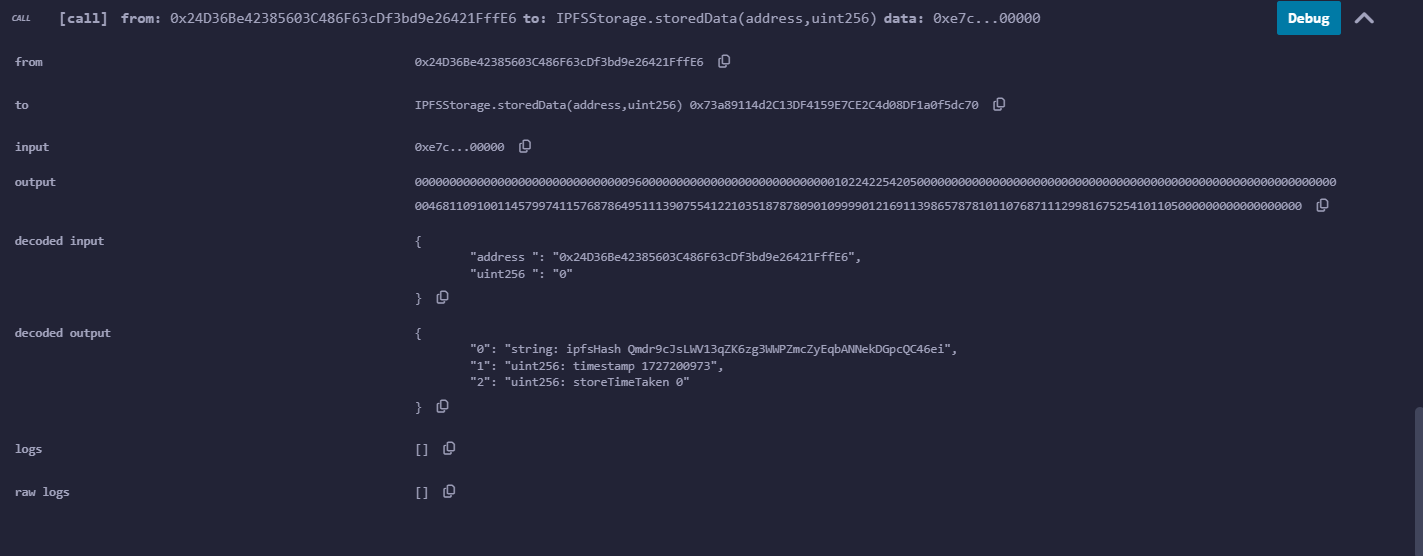 CALL [call] from: 0x24D36Be42385603C486F63cDf3bd9e26421FffE6 to: IPFSStorage.storedData(address,uint256) data: 0xe7c...00000 Debug
from 0x24D36Be42385603C486F63cDf3bd9e26421FffE6
to IPFSStorage.storedData(address,uint256) 0x73a89114d2C13DF4159E7CE2C4d08DF1a0f5dc70
input 0xe7c...00000
output
decoded input {
"address ": "0x24D36Be42385603C486F63cDf3bd9e26421FffE6",
"uint256 ": "0"
}
decoded output {
"0": "string: ipfsHash Qmdr9cJsLWV13qZK6zg3WWPZmcZyEqbANNekDGpcQC46ei",
"1": "uint256: timestamp 1727200973",
"2": "uint256: storeTimeTaken 0"
}
logs []
raw logs []